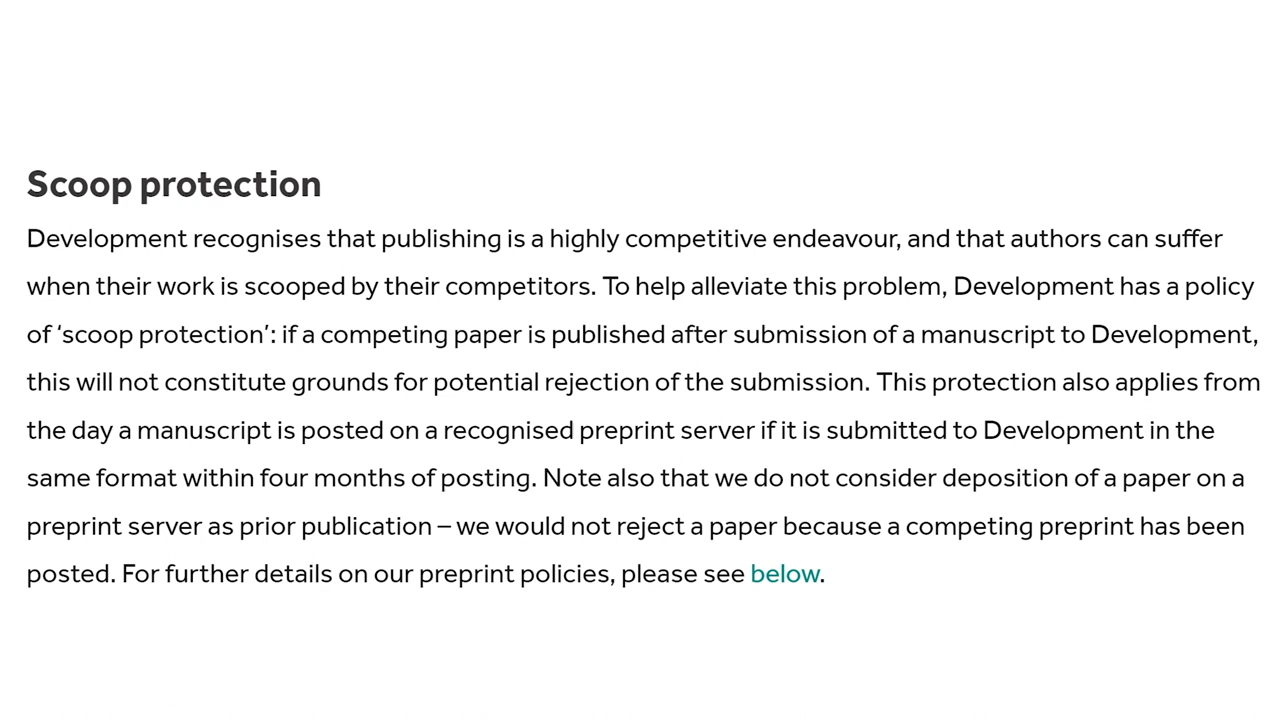 Scoop protection
Development recognises that publishing is a highly competitive endeavour, and that authors can suffer
when their work is scooped by their competitors. To help alleviate this problem, Development has a policy
of ‘scoop protection’: if a competing paper is published after submission of a manuscript to Development,
this will not constitute grounds for potential rejection of the submission. This protection also applies from
the day a manuscript is posted on a recognised preprint server if it is submitted to Development in the
same format within four months of posting. Note also that we do not consider deposition of a paper on a
preprint server as prior publication – we would not reject a paper because a competing preprint has been
posted. For further details on our preprint policies, please see below.